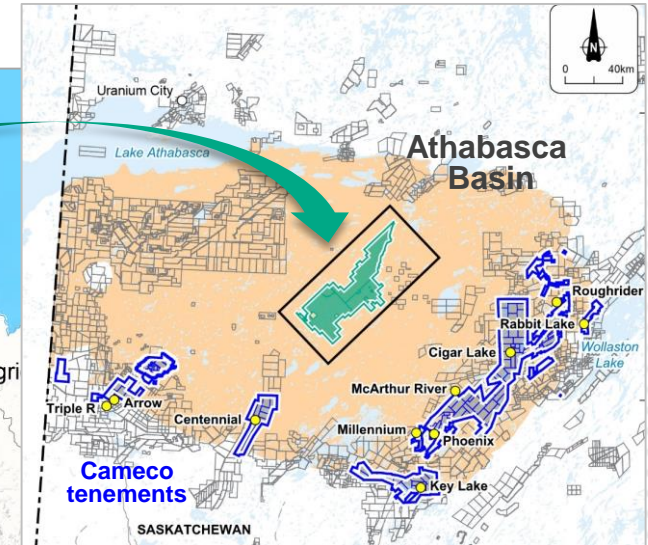 N
0 40km
Uranium City
Lake Athabasca
Athabasca
Basin
Roughrider
Rabbit Lake
Wollaston
Lake
Cigar Lake
McArthur River
Arrow
Triple R
Centennial
Millennium
Phoenix
Cameco
tenements
Key Lake
SASKATCHEWAN
gri